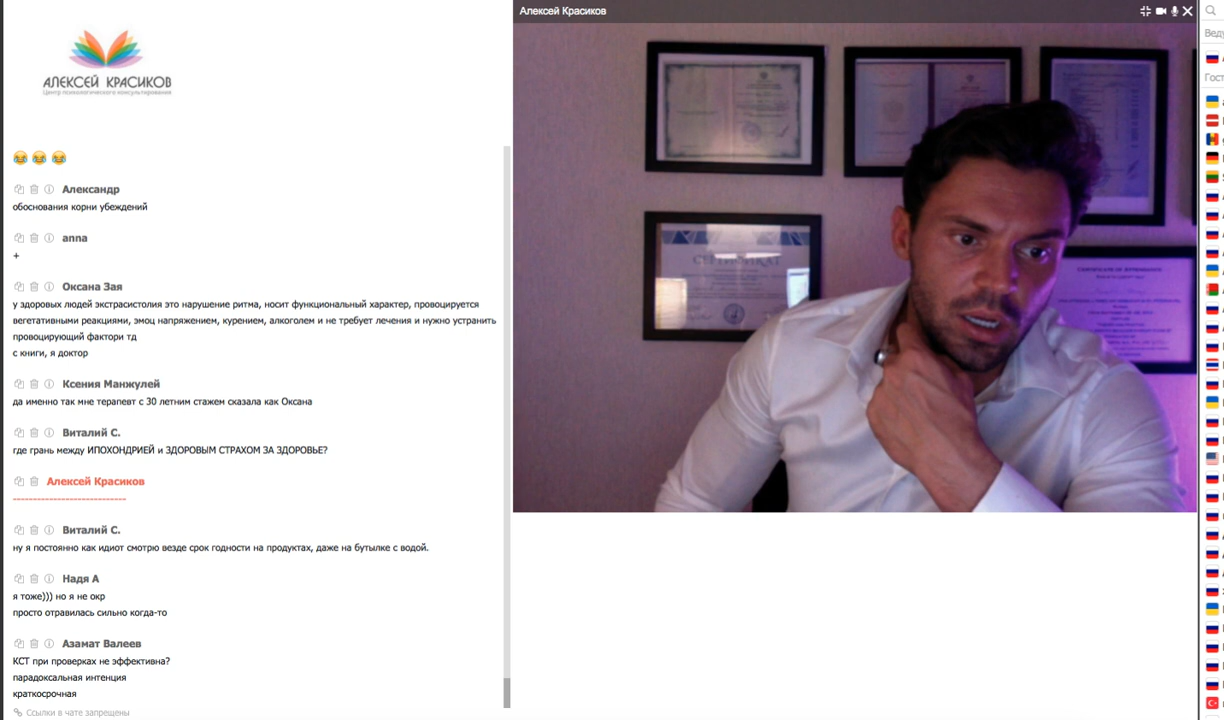 АЛЕКСЕЙ КРАСИКОВ
Центр психологического консультирования
Александр
обоснования корни убеждений
anna
+
Оксана Зая
у здоровых людей экстрасистолия это нарушение ритма, носит функциональный характер, провоцируется
вегетативными реакциями, эмоц напряжением, курением, алкоголем и не требует лечения и нужно устранить
провоцирующий фактори тд
с книги, я доктор
Ксения Манжулей
да именно так мне терапевт с 30 летним стажем сказала как Оксана
Виталий С.
где грань между ИПОХОНДРИЕЙ и ЗДОРОВЫМ СТРАХОМ ЗА ЗДОРОВЬЕ?
Алексей Красиков
----------------------------
Виталий С.
ну я постоянно как идиот смотрю везде срок годности на продуктах, даже на бутылке с водой.
Надя А
я тоже))) но я не окр
просто отравилась сильно когда-то
Азамат Валеев
КСТ при проверках не эффективна?
парадоксальная интенция
краткосрочная
Ссылки в чате запрещены
Алексей Красиков
СЕРТИФИКАТ
Веду
Гост